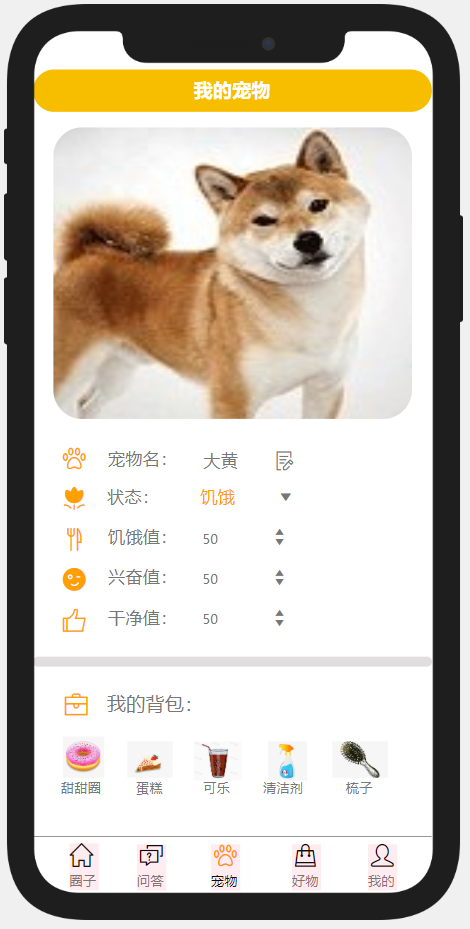 我的宠物
宠物名： 大黄
状态： 饥饿
饥饿值： 50
兴奋值： 50
干净值： 50
我的背包：
甜甜圈 蛋糕 可乐 清洁剂 梳子
圈子 问答 宠物 好物 我的